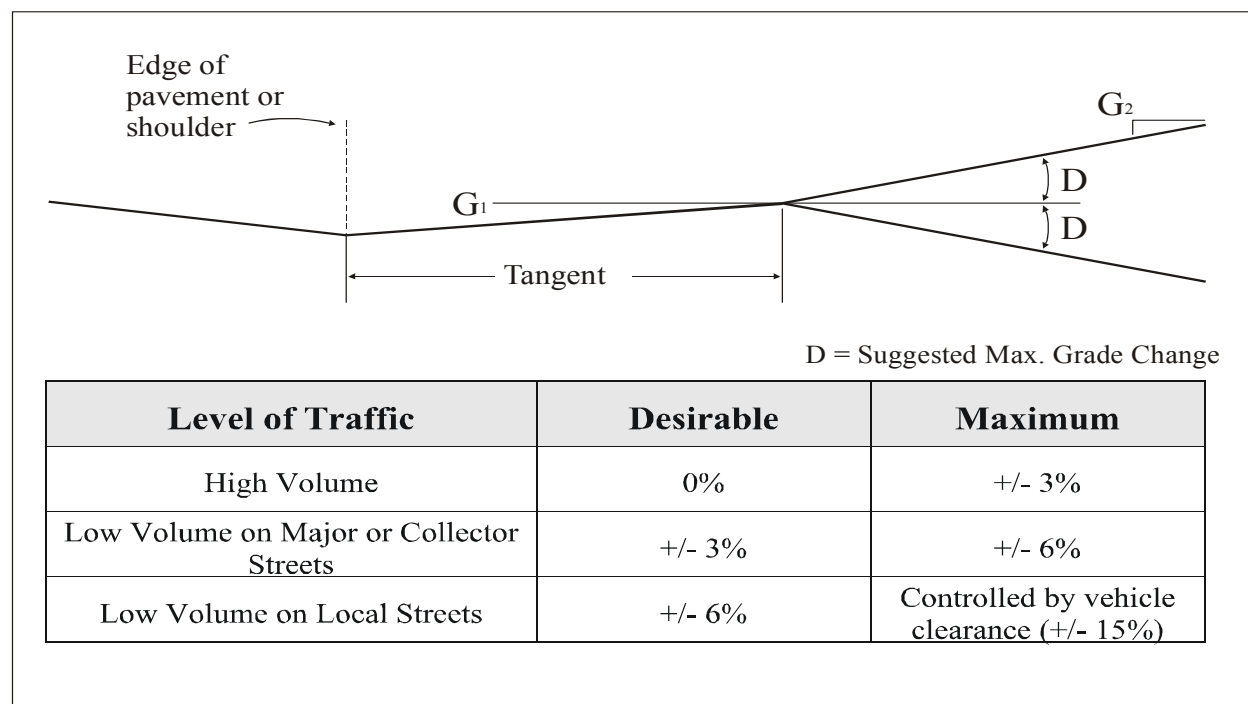 Edge of
pavement or
shoulder
G2
D
G1
D
Tangent
D = Suggested Max. Grade Change
Level of Traffic Desirable Maximum
High Volume 0% +/- 3%
Low Volume on Major or Collector
Streets +/- 3% +/- 6%
Low Volume on Local Streets +/- 6% Controlled by vehicle
clearance (+/- 15%)